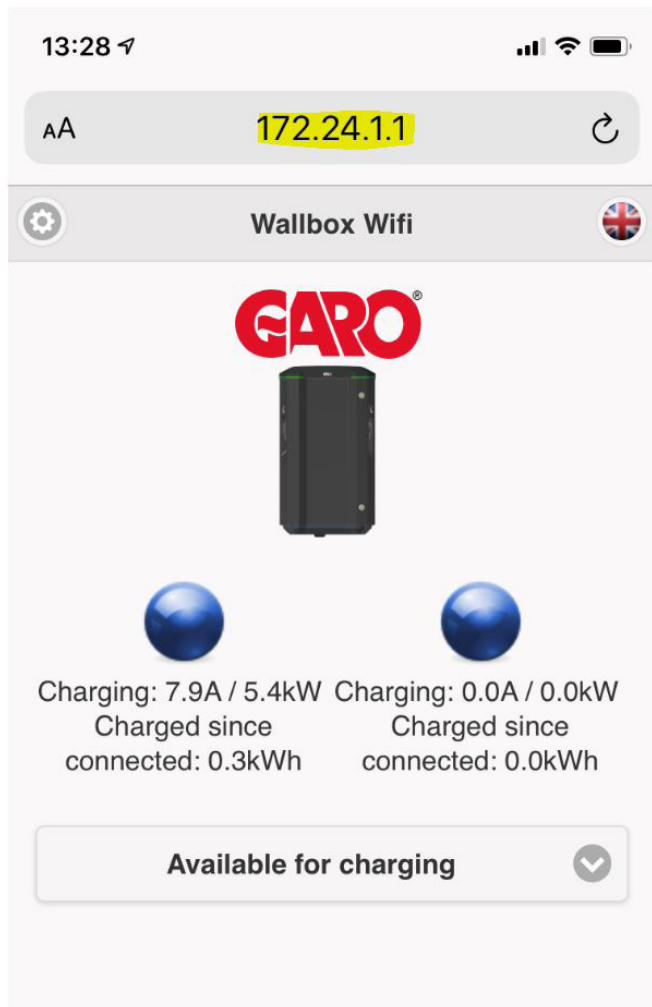 13:28
AA 172.24.1.1
Wallbox Wifi
GARO®
Charging: 7.9A / 5.4kW
Charged since
connected: 0.3kWh
Charging: 0.0A / 0.0kW
Charged since
connected: 0.0kWh
Available for charging